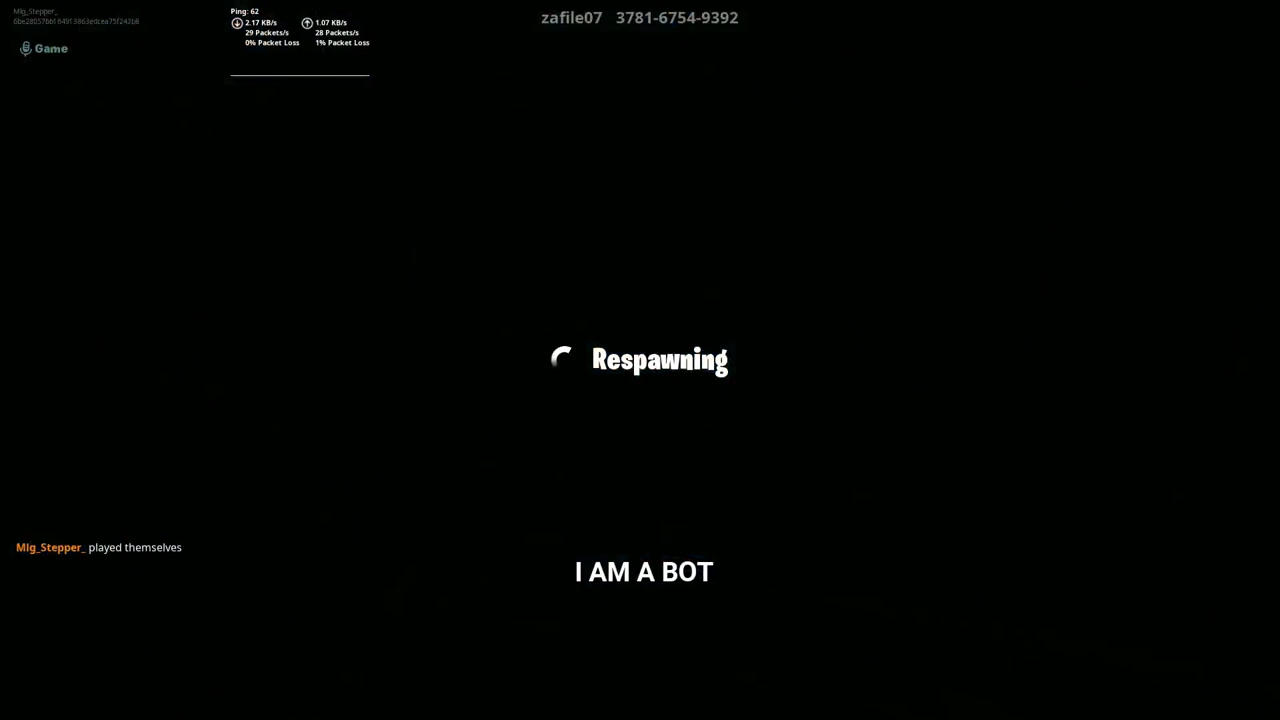 Mlg_Stepper_
Game
Ping: 62
2.17 KB/s 1.07 KB/s
29 Packets/s 28 Packets/s
0% Packet Loss 1% Packet Loss
zafile07 3781-6754-9392
Respawning
Mlg_Stepper_ played themselves
I AM A BOT